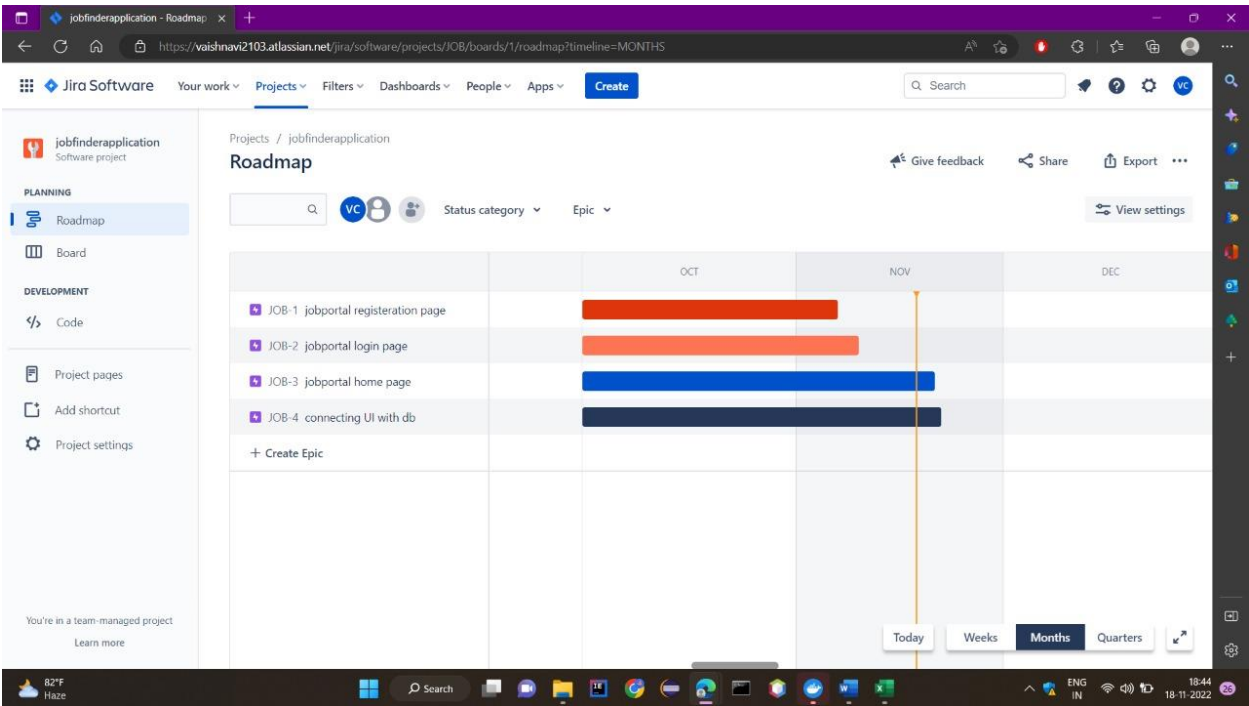 jobfinderapplication - Roadmap
https://vaishnavi2103.atlassian.net/jira/software/projects/JOB/boards/1/roadmap?timeline=MONTHS
Jira Software Your work Projects Filters Dashboards People Apps Create Search VC
jobfinderapplication
Software project
PLANNING
Roadmap
Board
DEVELOPMENT
Code
Project pages
Add shortcut
Project settings
You're in a team-managed project
Learn more
Projects / jobfinderapplication
Roadmap
Give feedback Share Export
VC Status category Epic View settings
OCT NOV DEC
JOB-1 jobportal registeration page
JOB-2 jobportal login page
JOB-3 jobportal home page
JOB-4 connecting UI with db
+ Create Epic
Today Weeks Months Quarters
82°F
Haze
Search
ENG
IN
18:44
18-11-2022
26